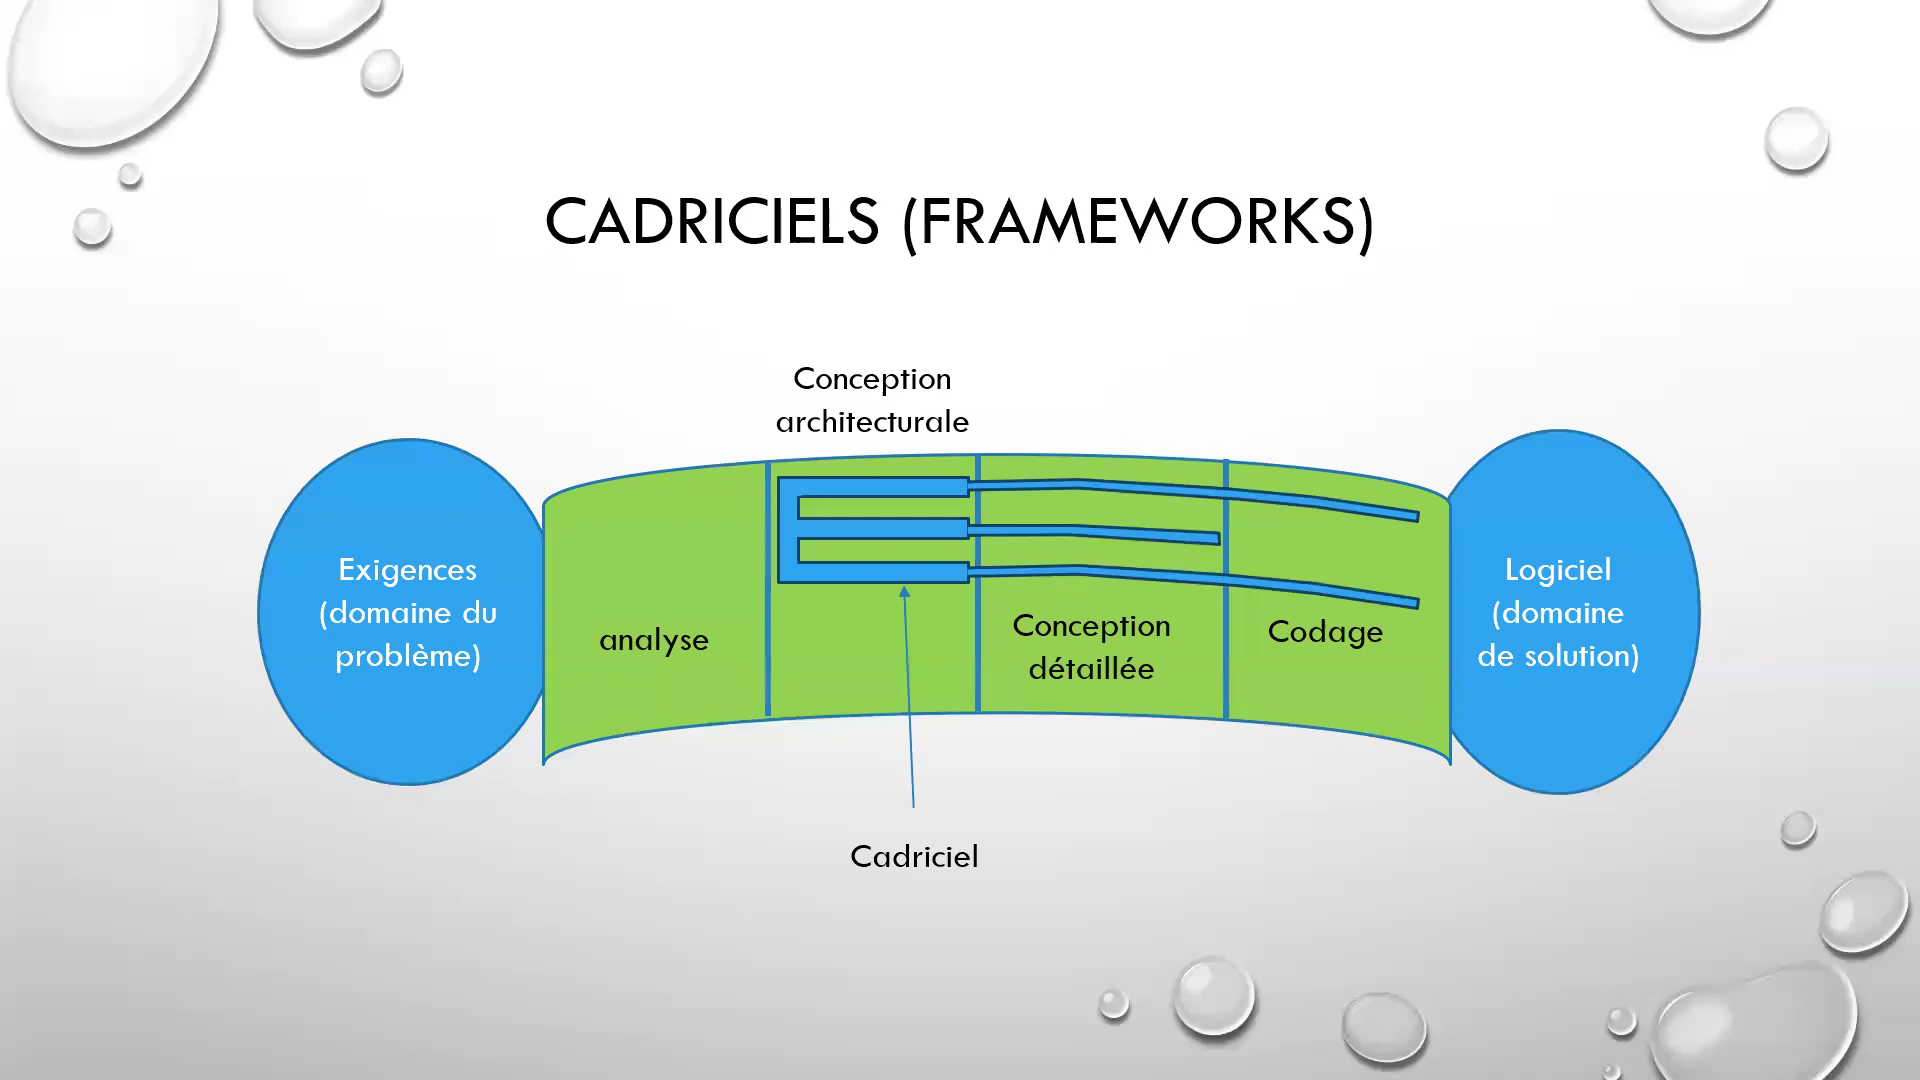 CADRICIELS (FRAMEWORKS)
Conception
architecturale
Exigences
(domaine du
problème)
analyse
Conception
détaillée
Codage
Logiciel
(domaine
de solution)
Cadriciel